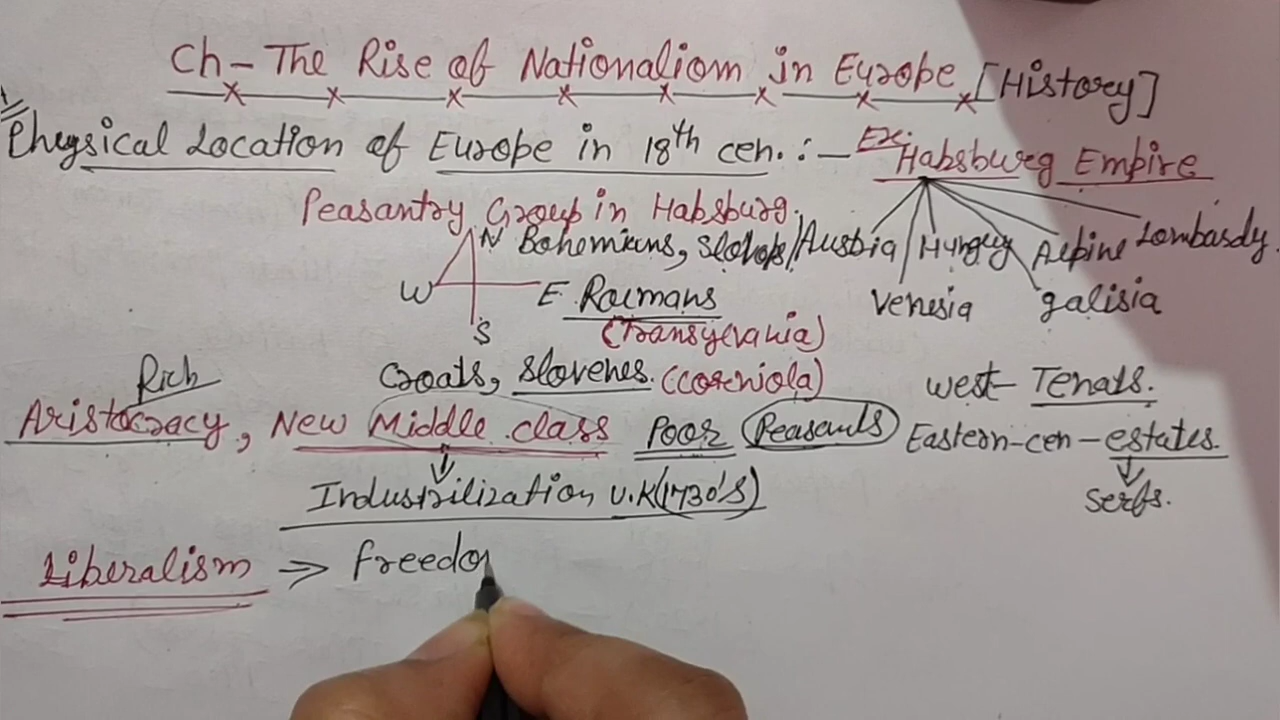 Ch - The Rise of Nationaliom in Europe [History]
Physical Location of Europe in 18th cen. :- Ex. Habsburg Empire
Peasantry Group in Habsburg.
N Bohemians, Slovaks / Austria / Hungry Alpine Lombardy.
W E Roumans Venesia galisia
S (Transylvania)
Rich Croats, Slovenes. (Corniola) West - Tenats.
Aristocracy, New Middle class Poor Peasants Eastern - cen - estates.
Industrilization U.K (1730's) Serfs.
Liberalism => freedo